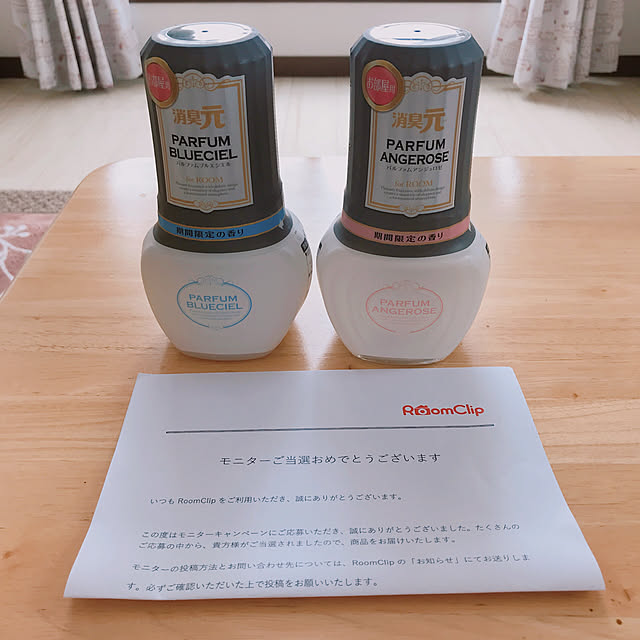 お部屋用
消臭元
PARFUM
BLUECIEL
パルファムブルエシエル
for ROOM
期間限定の香り
PARFUM
BLUECIEL
お部屋用
消臭元
PARFUM
ANGEROSE
パルファムアンジェロゼ
for ROOM
期間限定の香り
PARFUM
ANGEROSE
RoomClip
モニターご当選おめでとうございます
いつも RoomClip をご利用いただき、誠にありがとうございます。
この度はモニターキャンペーンにご応募いただき、誠にありがとうございました。たくさんの
ご応募の中から、貴方様がご当選されましたので、商品をお届けいたします。
モニターの投稿方法とお問い合わせ先については、RoomClip の「お知らせ」にてお送りしま
す。必ずご確認いただいた上で投稿をお願いいたします。